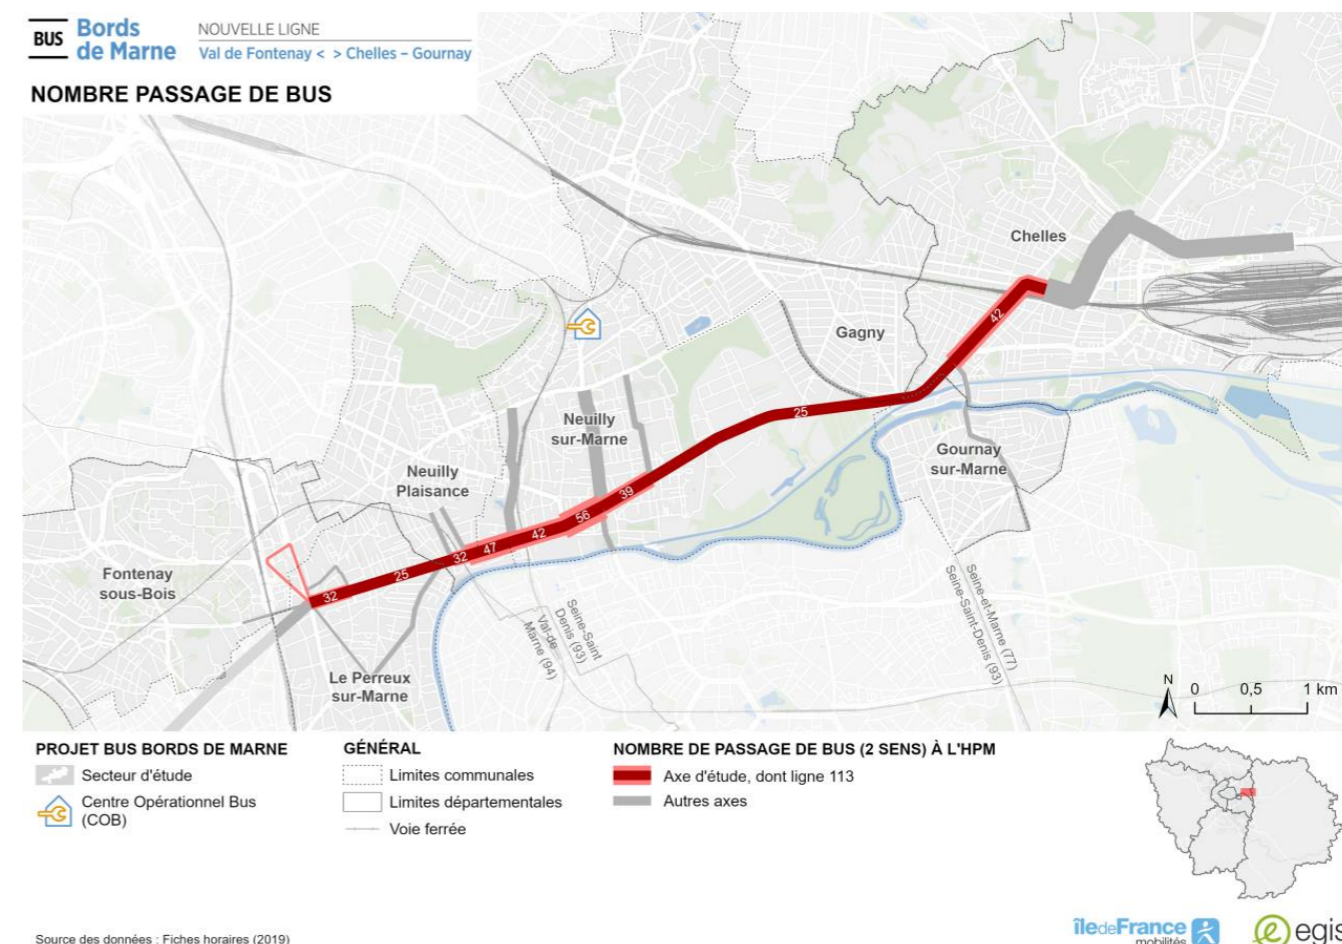 BUS
Bords
de Marne
NOUVELLE LIGNE
Val de Fontenay < > Chelles – Gournay
NOMBRE PASSAGE DE BUS
Chelles
42
Gagny
25
Neuilly
sur-Marne
Gournay
sur-Marne
Neuilly
Plaisance
39
56
42
47
32
25
32
Fontenay
sous-Bois
Le Perreux
sur-Marne
Val-de
Marne (94)
Seine-Saint
Denis (93)
Seine-et-Marne (77)
Seine-Saint-Denis (93)
N
0 0,5 1 km
PROJET BUS BORDS DE MARNE
Secteur d'étude
Centre Opérationnel Bus
(COB)
GÉNÉRAL
Limites communales
Limites départementales
Voie ferrée
NOMBRE DE PASSAGE DE BUS (2 SENS) À L'HPM
Axe d'étude, dont ligne 113
Autres axes
Source des données : Fiches horaires (2019)
îledeFrance
mobilités
egis